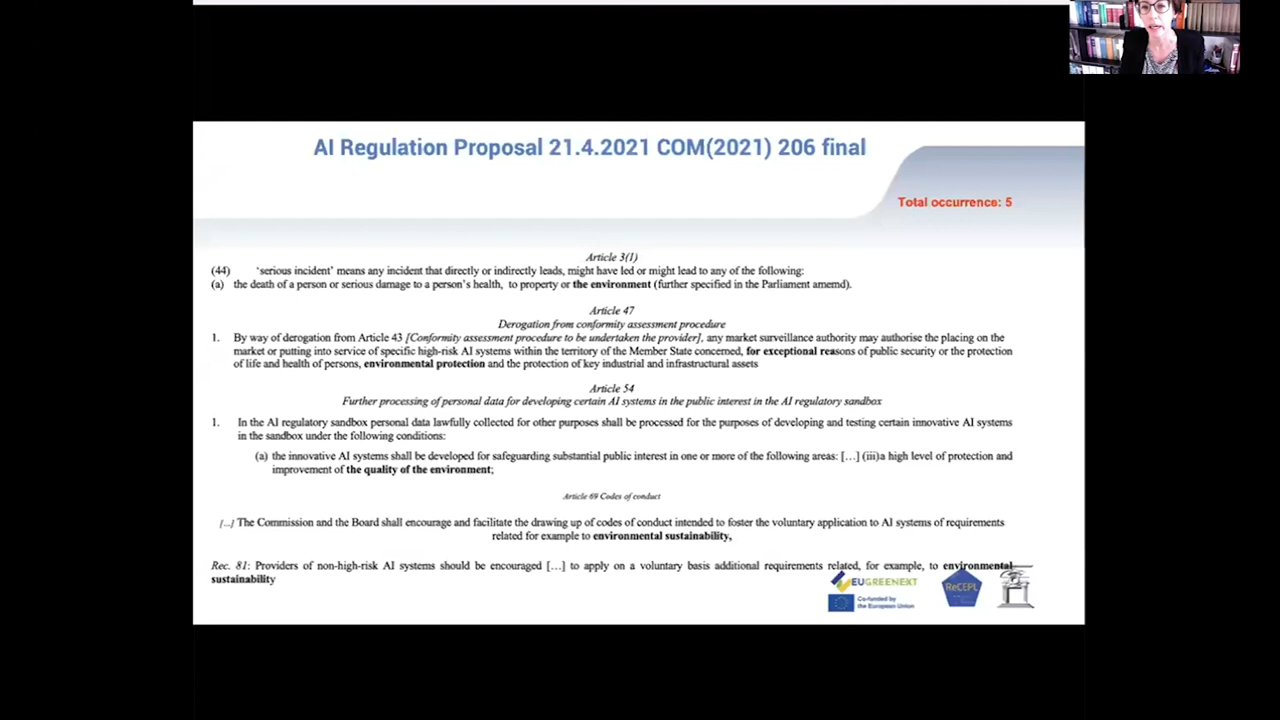 AI Regulation Proposal 21.4.2021 COM(2021) 206 final
Total occurrence: 5
Article 3(1)
(44) 'serious incident' means any incident that directly or indirectly leads, might have led or might lead to any of the following:
(a) the death of a person or serious damage to a person's health, to property or the environment (further specified in the Parliament amemd).
Article 47
Derogation from conformity assessment procedure
1. By way of derogation from Article 43 [Conformity assessment procedure to be undertaken the provider], any market surveillance authority may authorise the placing on the
market or putting into service of specific high-risk AI systems within the territory of the Member State concerned, for exceptional reasons of public security or the protection
of life and health of persons, environmental protection and the protection of key industrial and infrastructural assets
Article 54
Further processing of personal data for developing certain AI systems in the public interest in the AI regulatory sandbox
1. In the AI regulatory sandbox personal data lawfully collected for other purposes shall be processed for the purposes of developing and testing certain innovative AI systems
in the sandbox under the following conditions:
(a) the innovative AI systems shall be developed for safeguarding substantial public interest in one or more of the following areas: […] (iii)a high level of protection and
improvement of the quality of the environment;
Article 69 Codes of conduct
[...] The Commission and the Board shall encourage and facilitate the drawing up of codes of conduct intended to foster the voluntary application to AI systems of requirements
related for example to environmental sustainability,
Rec. 81: Providers of non-high-risk AI systems should be encouraged […] to apply on a voluntary basis additional requirements related, for example, to environmental
sustainability
EUGREENEXT
Co-funded by
the European Union
ReCEPL